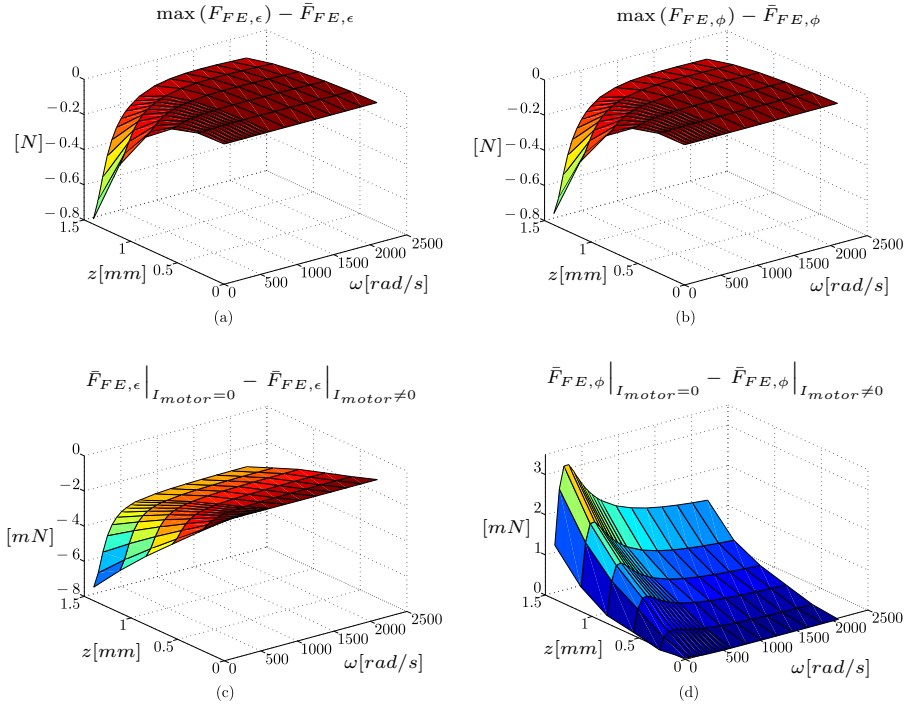 max (F_{FE,ϵ}) − F̄_{FE,ϵ}
0
−0.2
−0.4
−0.6
−0.8
[N]
1.5
1
0.5
0
z[mm]
0
500
1000
1500
2000
2500
ω[rad/s]
(a)
max (F_{FE,ϕ}) − F̄_{FE,ϕ}
0
−0.2
−0.4
−0.6
−0.8
[N]
1.5
1
0.5
0
z[mm]
0
500
1000
1500
2000
2500
ω[rad/s]
(b)
F̄_{FE,ϵ}|_{I_{motor}=0} − F̄_{FE,ϵ}|_{I_{motor}≠0}
0
−2
−4
−6
−8
[mN]
1.5
1
0.5
0
z[mm]
0
500
1000
1500
2000
2500
ω[rad/s]
(c)
F̄_{FE,ϕ}|_{I_{motor}=0} − F̄_{FE,ϕ}|_{I_{motor}≠0}
3
2
1
0
[mN]
1.5
1
0.5
0
z[mm]
0
500
1000
1500
2000
2500
ω[rad/s]
(d)